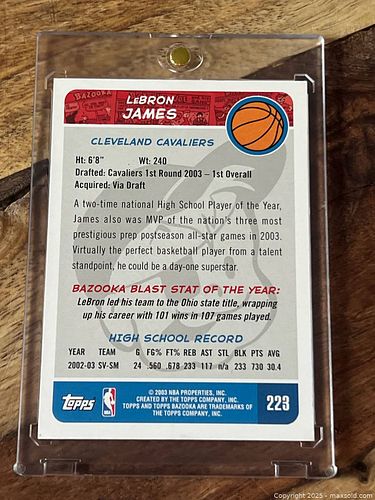 BAZOOKA
LeBRON
JAMES
CLEVELAND CAVALIERS
Ht: 6'8" Wt: 240
Drafted: Cavaliers 1st Round 2003 – 1st Overall
Acquired: Via Draft
A two-time national High School Player of the Year,
James also was MVP of the nation's three most
prestigious prep postseason all-star games in 2003.
Virtually the perfect basketball player from a talent
standpoint, he could be a day-one superstar.
BAZOOKA BLAST STAT OF THE YEAR:
LeBron led his team to the Ohio state title, wrapping
up his career with 101 wins in 107 games played.
HIGH SCHOOL RECORD
YEAR TEAM G FG% FT% REB AST STL BLK PTS AVG
2002-03 SV-SM 24 .560 .678 233 117 n/a 233 730 30.4
Topps
NBA
© 2003 NBA PROPERTIES, INC.
CREATED BY THE TOPPS COMPANY, INC.
TOPPS AND TOPPS BAZOOKA ARE TRADEMARKS OF
THE TOPPS COMPANY, INC.
223
Copyright 2025 - maxsold.com